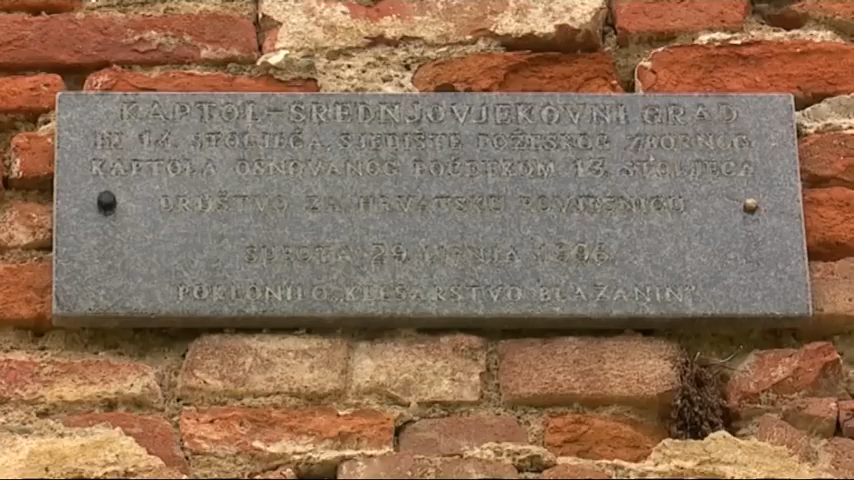 KAPTOL-SREDNJOVJEKOVNI GRAD
IZ 14. STOLJEĆA, SJEDIŠTE POŽEŠKOG ZBORNOG
KAPTOLA OSNOVANOG POČETKOM 13. STOLJEĆA
DRUŠTVO ZA HRVATSKU POVJESNICU
SUBOTA 29. LIPNJA 1996.
POKLONILO "KLESARSTVO BLAŽANIN"